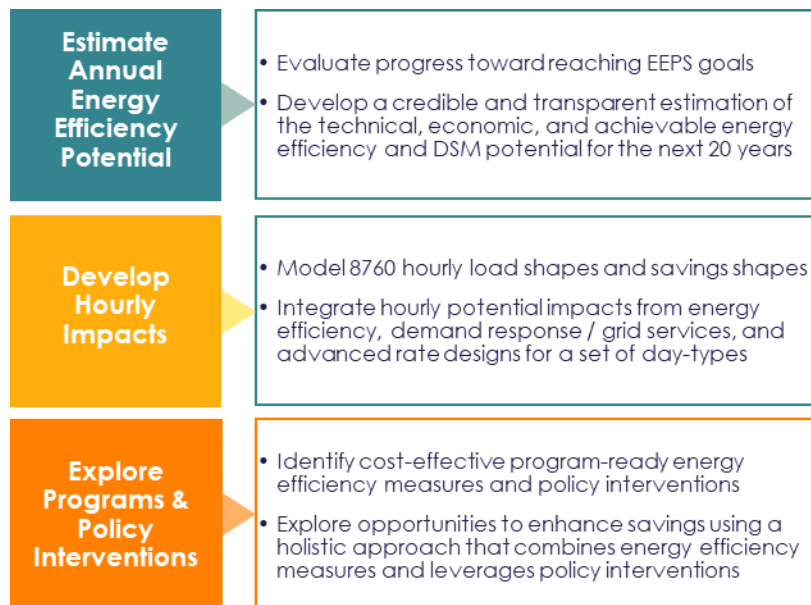 Estimate
Annual
Energy
Efficiency
Potential
• Evaluate progress toward reaching EEPS goals
• Develop a credible and transparent estimation of
the technical, economic, and achievable energy
efficiency and DSM potential for the next 20 years
Develop
Hourly
Impacts
• Model 8760 hourly load shapes and savings shapes
• Integrate hourly potential impacts from energy
efficiency, demand response / grid services, and
advanced rate designs for a set of day-types
Explore
Programs &
Policy
Interventions
• Identify cost-effective program-ready energy
efficiency measures and policy interventions
• Explore opportunities to enhance savings using a
holistic approach that combines energy efficiency
measures and leverages policy interventions